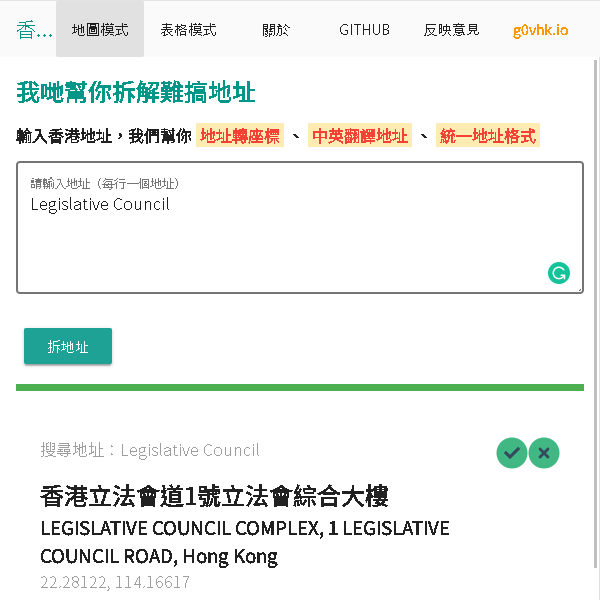 香... 地圖模式 表格模式 關於 GITHUB 反映意見 g0vhk.io
我哋幫你拆解難搞地址
輸入香港地址，我們幫你 地址轉座標 、 中英翻譯地址 、 統一地址格式
請輸入地址（每行一個地址）
Legislative Council
拆地址
搜尋地址：Legislative Council
香港立法會道1號立法會綜合大樓
LEGISLATIVE COUNCIL COMPLEX, 1 LEGISLATIVE
COUNCIL ROAD, Hong Kong
22.28122, 114.16617